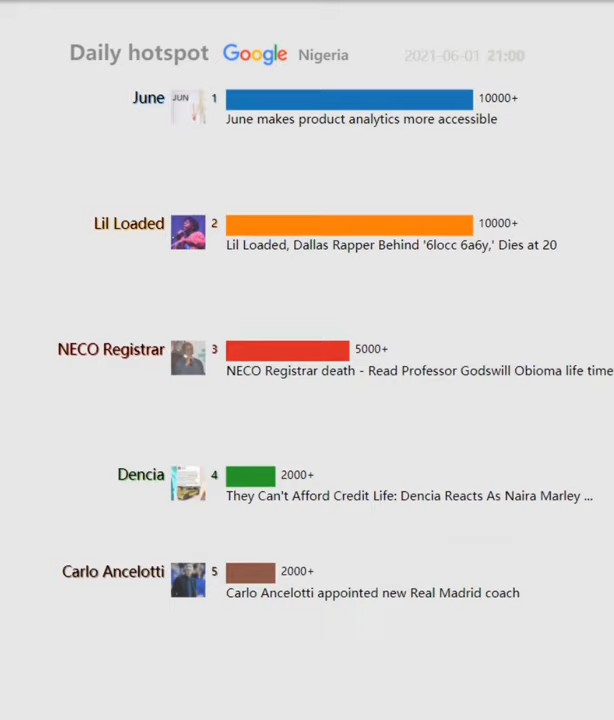 Daily hotspot Google Nigeria 2021-06-01 21:00
June JUN 1 10000+
June makes product analytics more accessible
Lil Loaded 2 10000+
Lil Loaded, Dallas Rapper Behind '6locc 6a6y,' Dies at 20
NECO Registrar 3 5000+
NECO Registrar death - Read Professor Godswill Obioma life time
Dencia 4 2000+
They Can't Afford Credit Life: Dencia Reacts As Naira Marley ...
Carlo Ancelotti 5 2000+
Carlo Ancelotti appointed new Real Madrid coach